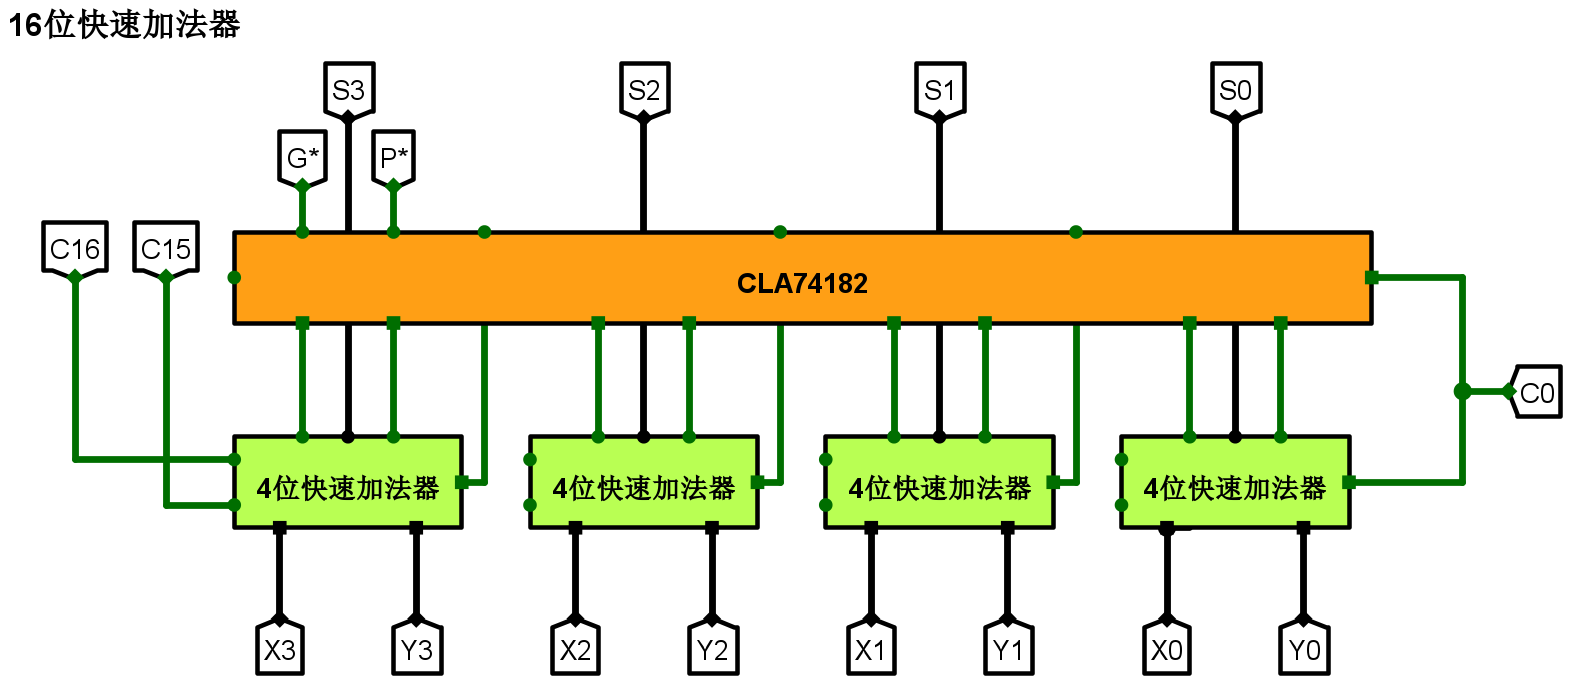 16位快速加法器
S3
S2
S1
S0
G*
P*
C16
C15
CLA74182
C0
4位快速加法器
4位快速加法器
4位快速加法器
4位快速加法器
X3
Y3
X2
Y2
X1
Y1
X0
Y0